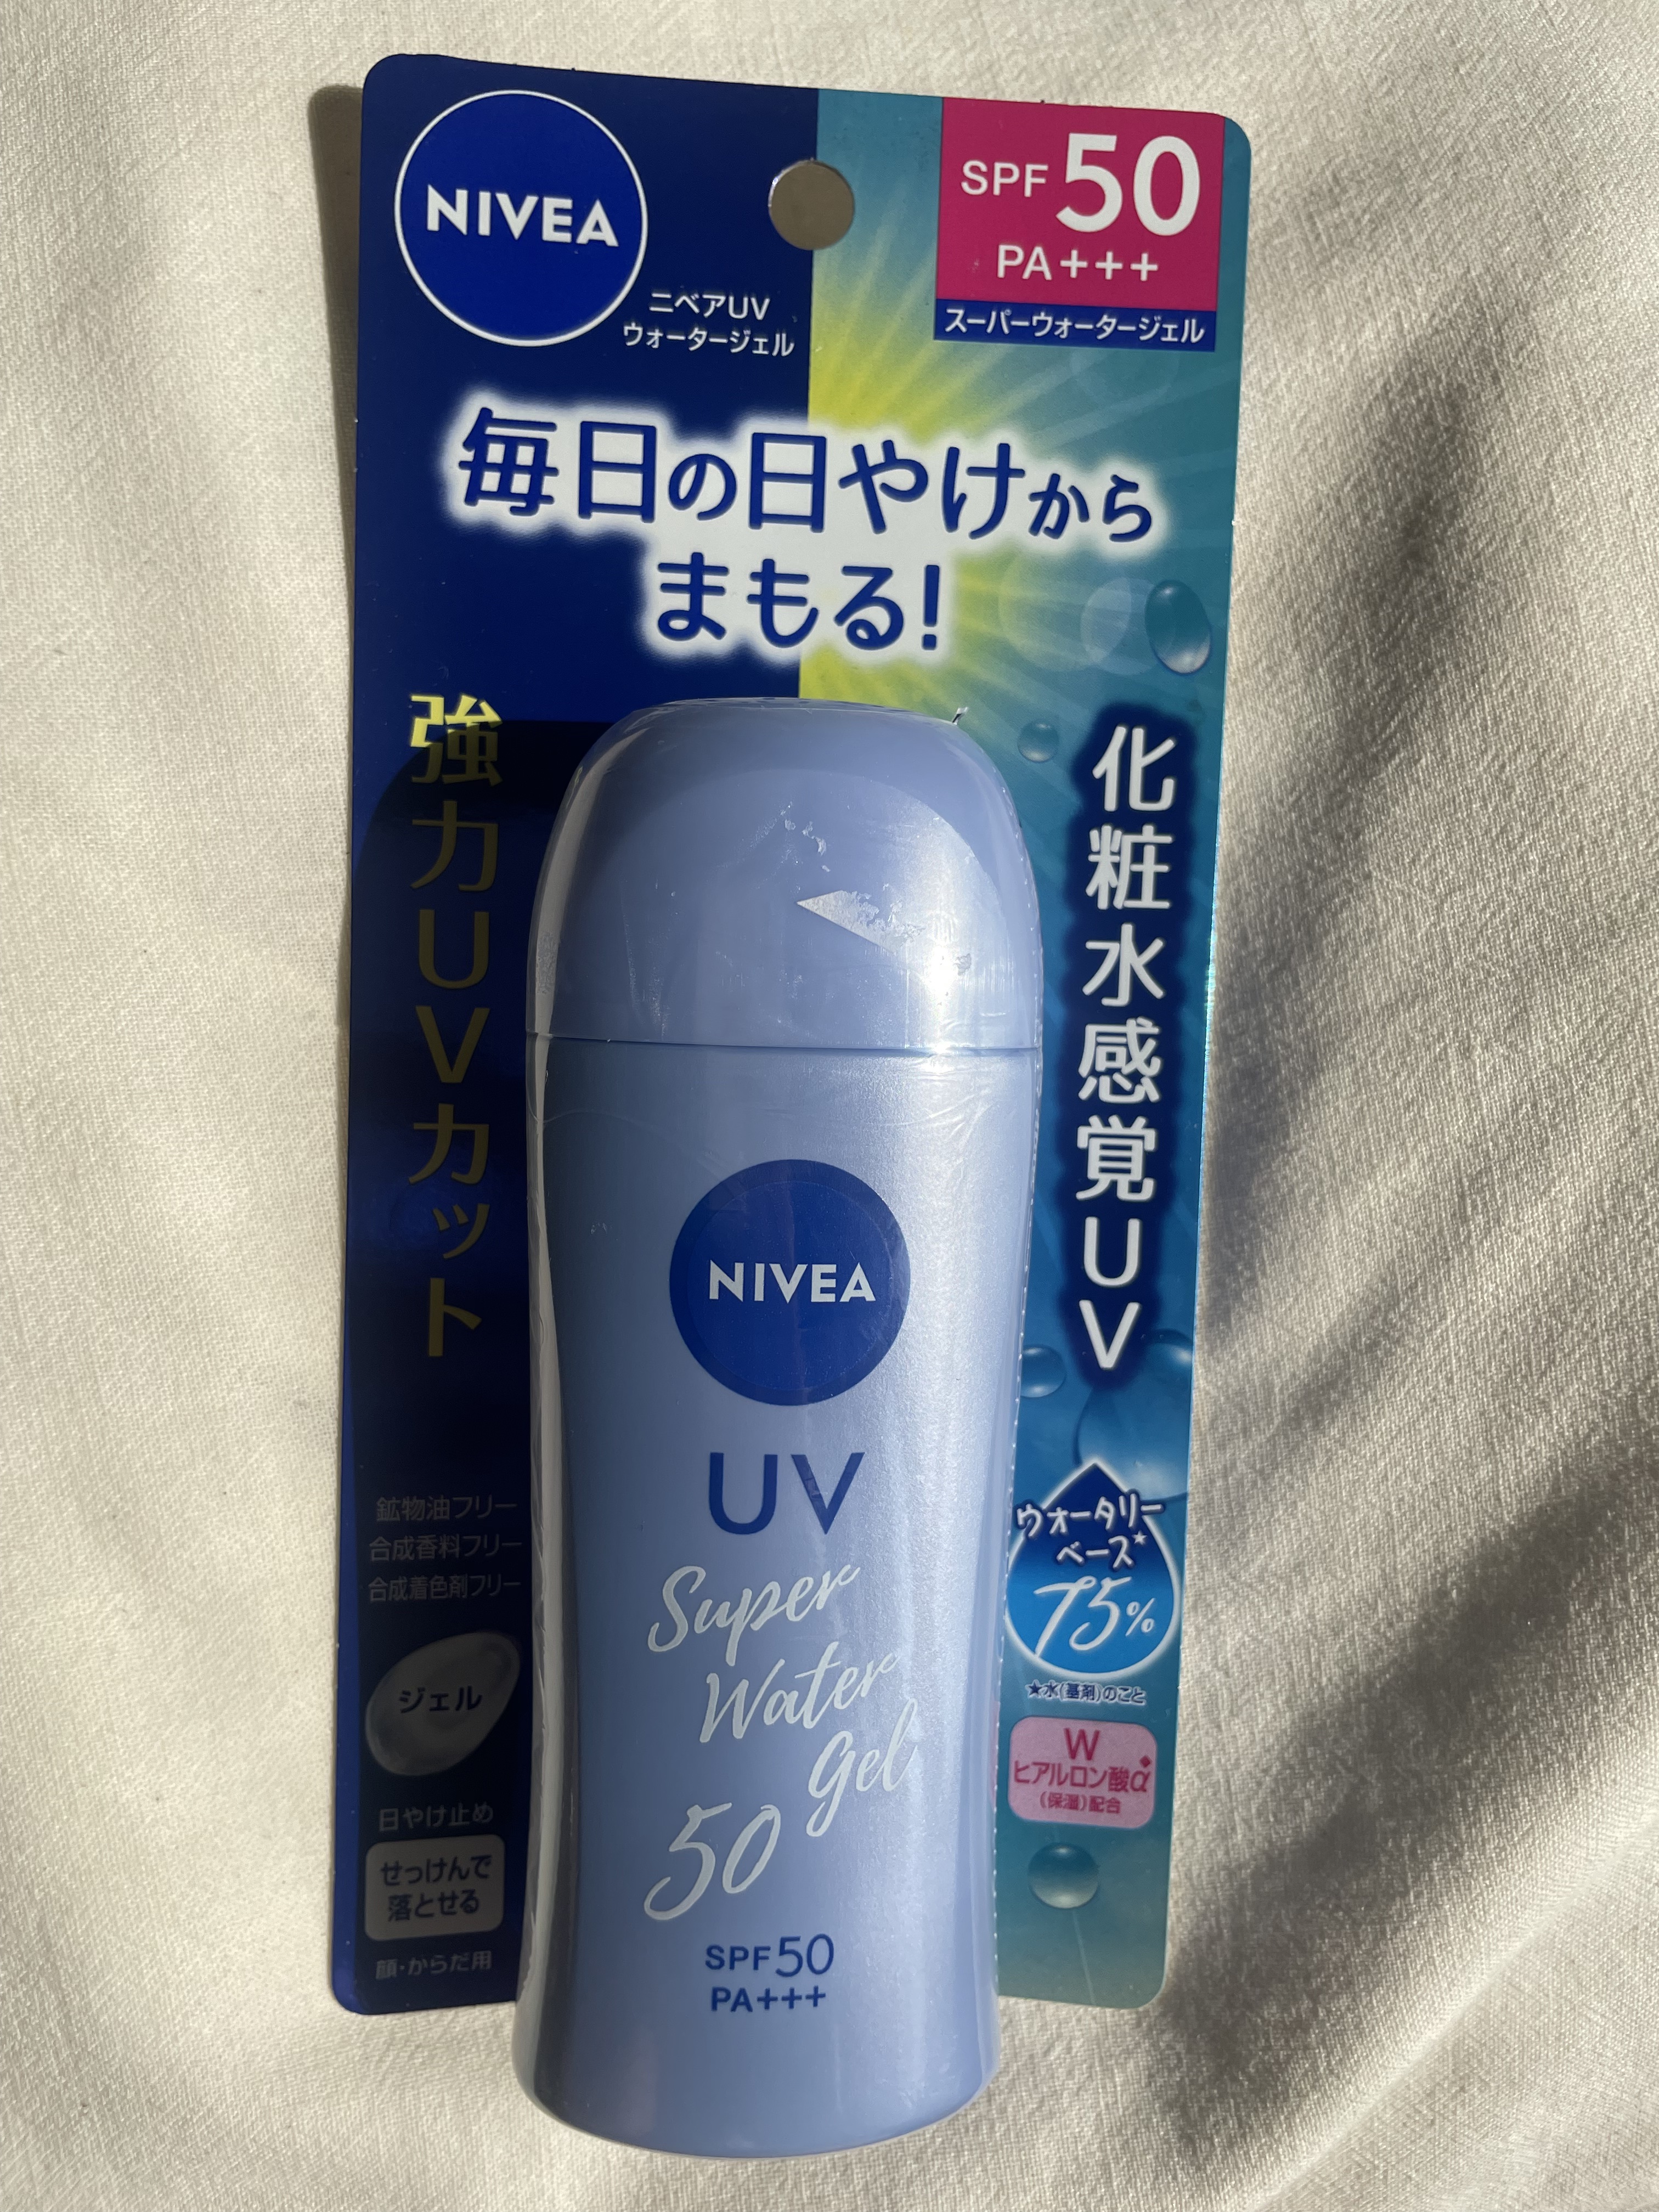 NIVEA
ニベアUV
ウォータージェル
SPF 50
PA+++
スーパーウォータージェル
毎日の日やけから
まもる!
強力UVカット
化粧水感覚UV
鉱物油フリー
合成香料フリー
合成着色剤フリー
ジェル
日やけ止め
せっけんで
落とせる
顔・からだ用
NIVEA
UV
Super
Water
Gel
50
SPF50
PA+++
ウォータリー
ベース★
75%
★水(基剤)のこと
W
ヒアルロン酸α◆
(保湿)配合